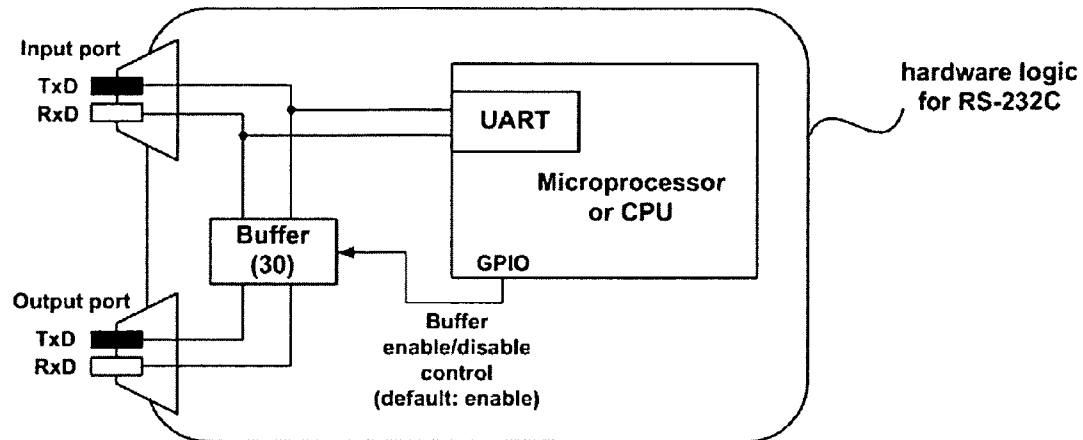 Input port
TxD
RxD
hardware logic
for RS-232C
UART
Microprocessor
or CPU
GPIO
Buffer
(30)
Output port
TxD
RxD
Buffer
enable/disable
control
(default: enable)